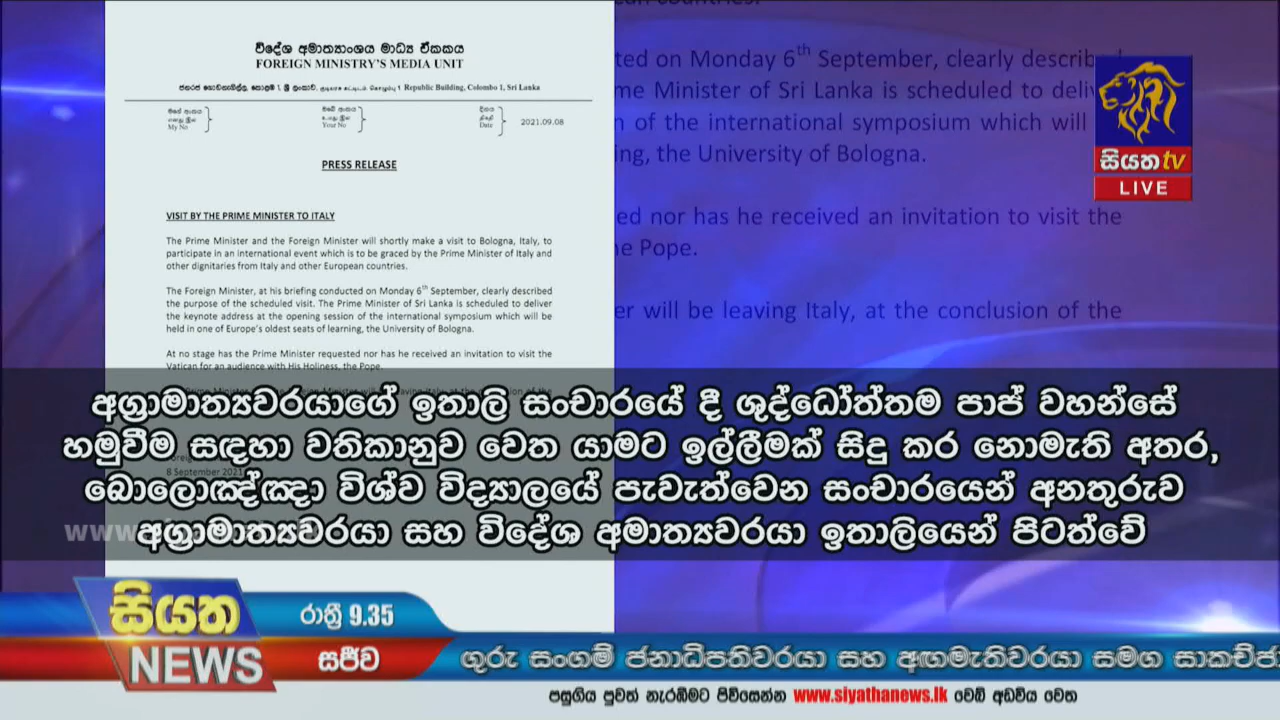 විදේශ අමාත්‍යාංශය මාධ්‍ය ඒකකය
FOREIGN MINISTRY'S MEDIA UNIT
Republic Building, Colombo 1, Sri Lanka
මගේ අංකය
My No
ඔබේ අංකය
Your No
දිනය
Date
2021.09.08
PRESS RELEASE
VISIT BY THE PRIME MINISTER TO ITALY
The Prime Minister and the Foreign Minister will shortly make a visit to Bologna, Italy, to
participate in an international event which is to be graced by the Prime Minister of Italy and
other dignitaries from Italy and other European countries.
The Foreign Minister, at his briefing conducted on Monday 6th September, clearly described
the purpose of the scheduled visit. The Prime Minister of Sri Lanka is scheduled to deliver
the keynote address at the opening session of the international symposium which will be
held in one of Europe's oldest seats of learning, the University of Bologna.
At no stage has the Prime Minister requested nor has he received an invitation to visit the
Vatican for an audience with His Holiness, the Pope.
8 September 2021
countries.
on Monday 6th September, clearly
Minister of Sri Lanka is scheduled to
of the international symposium which will
the University of Bologna.
nor has he received an invitation to visit the
Pope.
will be leaving Italy, at the conclusion of the
සියත tv
LIVE
අග්‍රාමාත්‍යවරයාගේ ඉතාලි සංචාරයේ දී ශුද්ධෝත්තම පාප් වහන්සේ
හමුවීම සඳහා වතිකානුව වෙත යාමට ඉල්ලීමක් සිදු කර නොමැති අතර,
බොලොඤ්ඤා විශ්ව විද්‍යාලයේ පැවැත්වෙන සංචාරයෙන් අනතුරුව
අග්‍රාමාත්‍යවරයා සහ විදේශ අමාත්‍යවරයා ඉතාලියෙන් පිටත්වේ
සියත
NEWS
රාත්‍රී 9.35
සජීව
ගුරු සංගම් ජනාධිපතිවරයා සහ අගමැතිවරයා සමග සාකච්ඡා
පසුගිය පුවත් නැරඹීමට පිවිසෙන්න www.siyathanews.lk වෙබ් අඩවිය වෙත